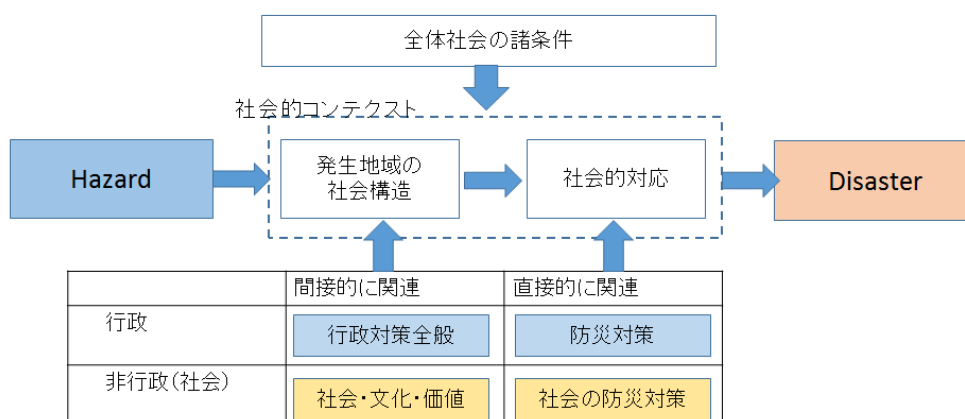 全体社会の諸条件
社会的コンテクスト
Hazard
発生地域の
社会構造
社会的対応
Disaster
間接的に関連
直接的に関連
行政
行政対策全般
防災対策
非行政(社会)
社会・文化・価値
社会の防災対策